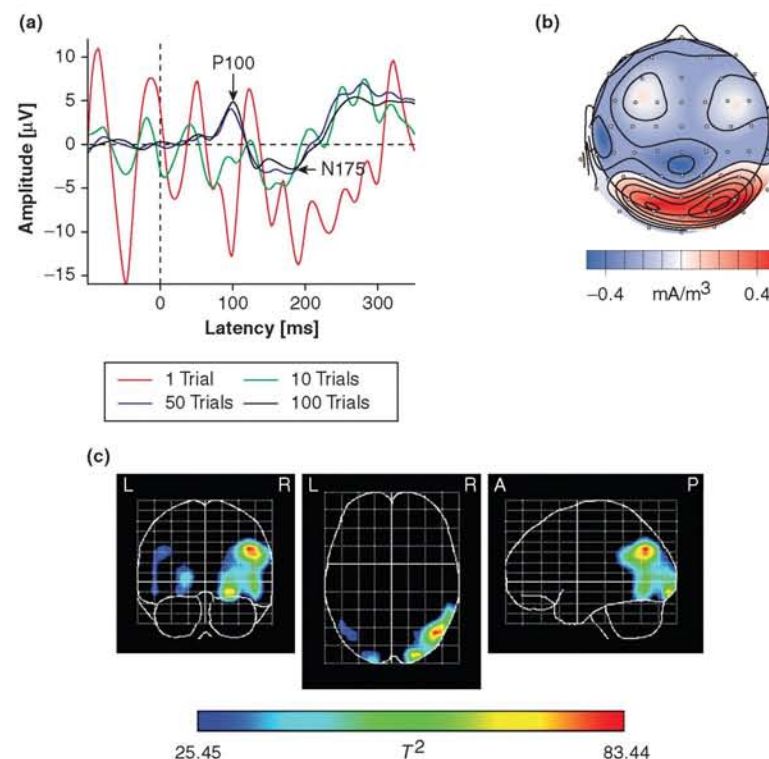 (a)
P100
N175
10
5
0
−5
−10
−15
Amplitude [µV]
0 100 200 300
Latency [ms]
1 Trial 10 Trials
50 Trials 100 Trials
(b)
−0.4 mA/m³ 0.4
(c)
L R L R A P
25.45 T² 83.44